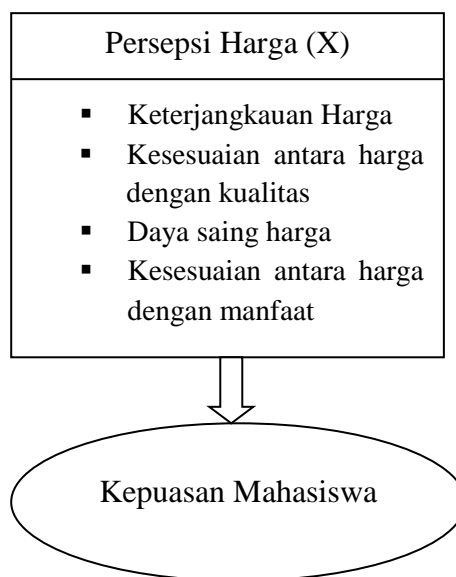 Persepsi Harga (X)
▪ Keterjangkauan Harga
▪ Kesesuaian antara harga
dengan kualitas
▪ Daya saing harga
▪ Kesesuaian antara harga
dengan manfaat
Kepuasan Mahasiswa